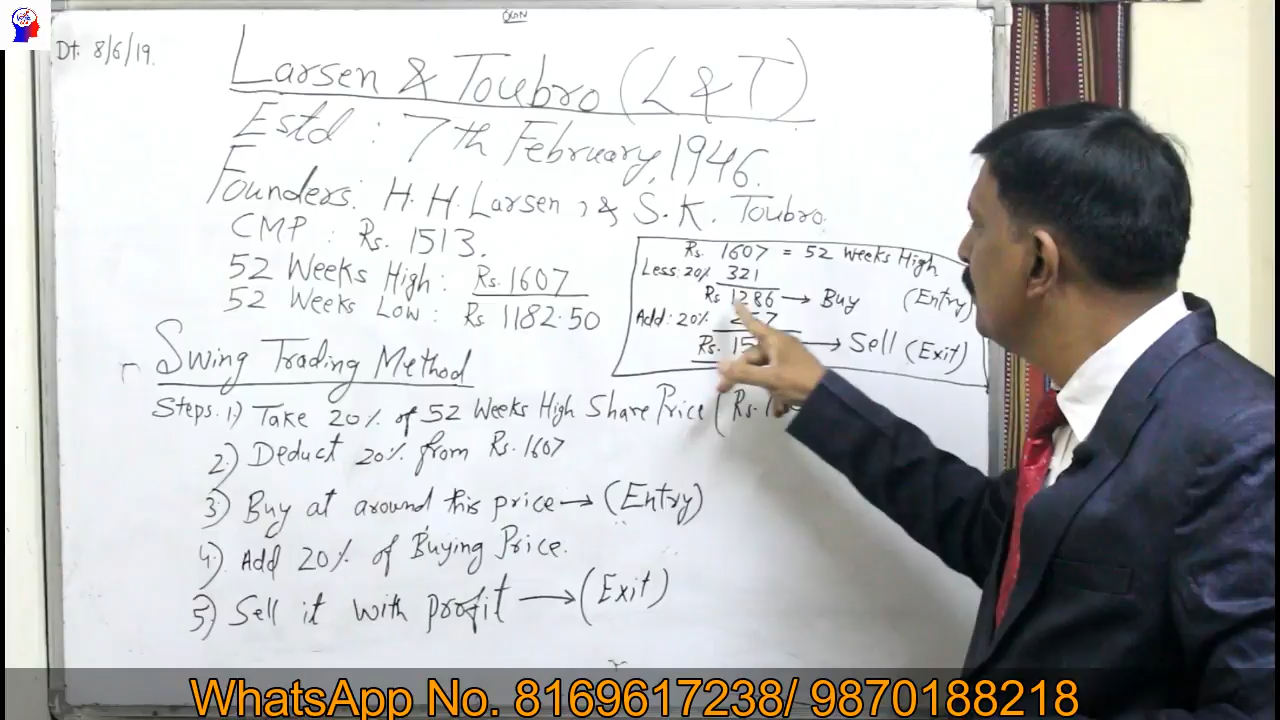 Dt. 8/6/19.
Larsen & Toubro (L & T)
Estd : 7th February, 1946.
Founders: H. H. Larsen, & S. K. Toubro.
CMP : Rs. 1513.
52 Weeks High : Rs. 1607
52 Weeks Low : Rs 1182.50
Rs. 1607 = 52 Weeks High
Less: 20% 321
Rs 1286 → Buy (Entry)
Add: 20% 257
Rs. → Sell (Exit)
Swing Trading Method
Steps. 1) Take 20% of 52 Weeks High Share Price (Rs.
2) Deduct 20% from Rs. 1607
3) Buy at around this price → (Entry)
4) Add 20% of Buying Price.
5) Sell it with profit → (Exit)
WhatsApp No. 8169617238/ 9870188218